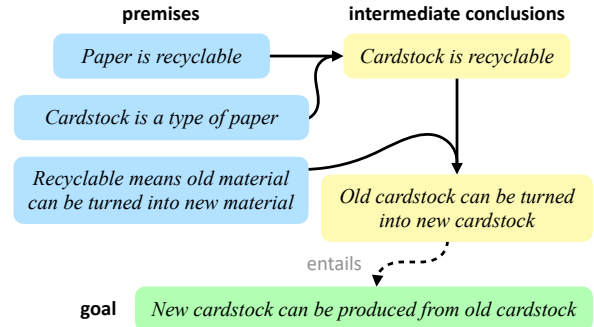 premises
intermediate conclusions
Paper is recyclable
Cardstock is recyclable
Cardstock is a type of paper
Recyclable means old material
can be turned into new material
Old cardstock can be turned
into new cardstock
entails
goal
New cardstock can be produced from old cardstock